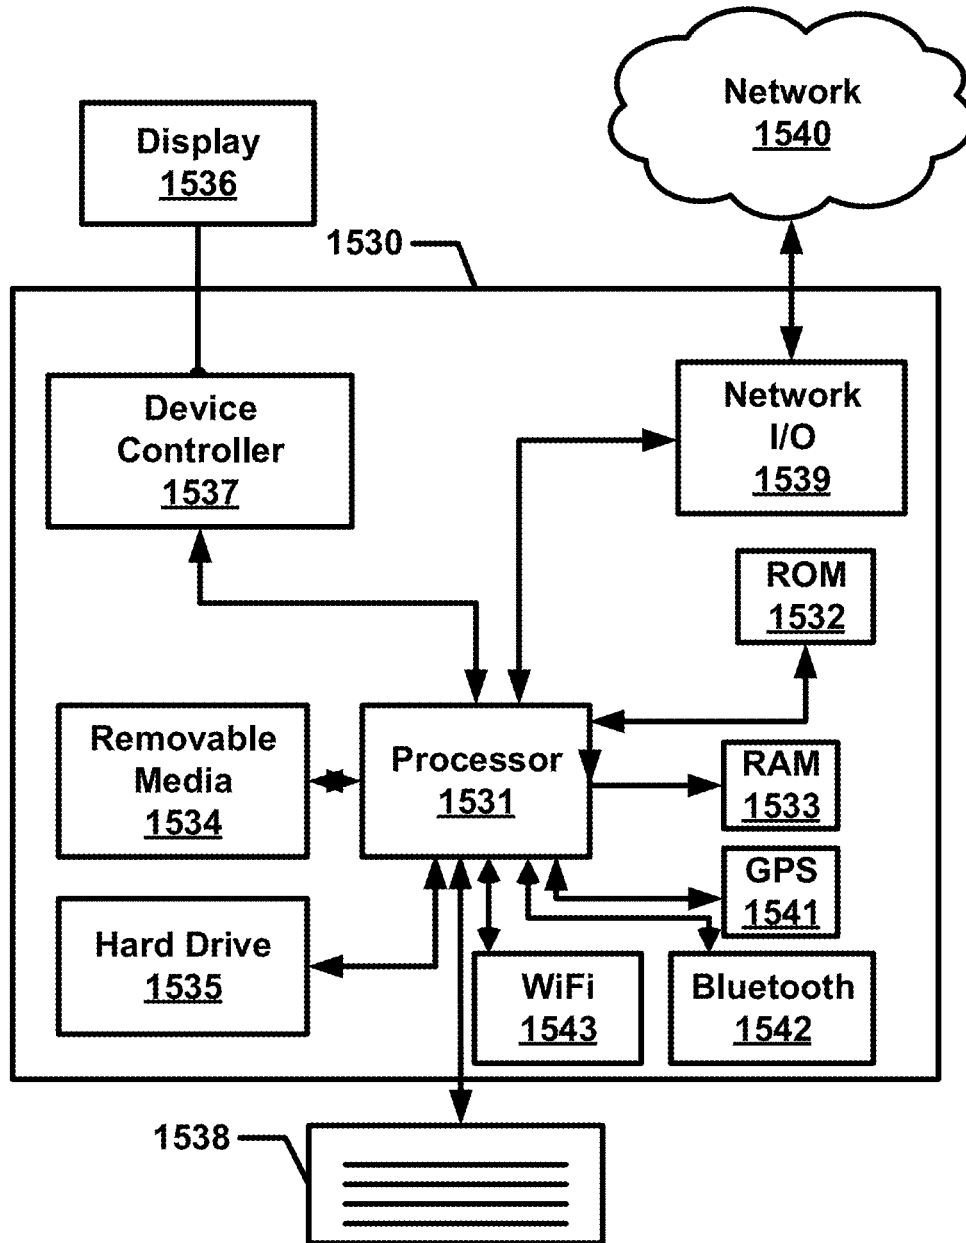 Network
1540
Display
1536
1530
Device
Controller
1537
Network
I/O
1539
ROM
1532
Removable
Media
1534
Processor
1531
RAM
1533
GPS
1541
Hard Drive
1535
WiFi
1543
Bluetooth
1542
1538